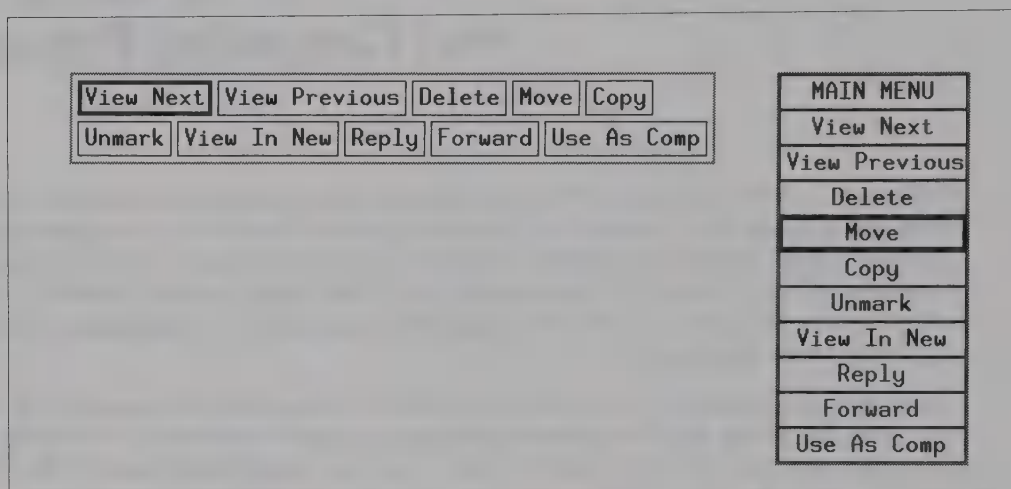 View Next View Previous Delete Move Copy
Unmark View In New Reply Forward Use As Comp
MAIN MENU
View Next
View Previous
Delete
Move
Copy
Unmark
View In New
Reply
Forward
Use As Comp